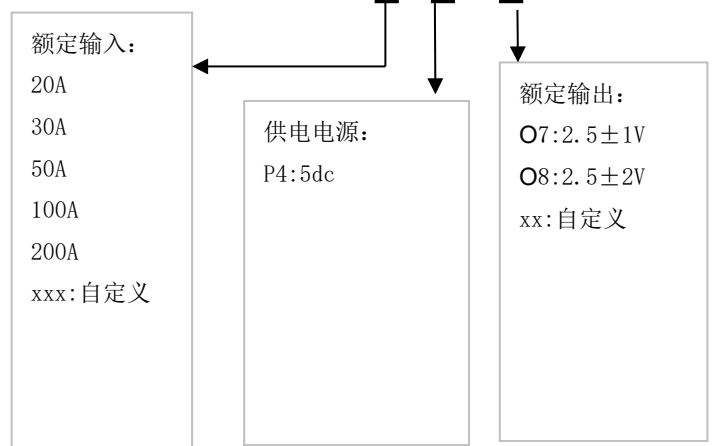 额定输入：
20A
30A
50A
100A
200A
xxx:自定义
供电电源：
P4:5dc
额定输出：
O7:2.5±1V
O8:2.5±2V
xx:自定义